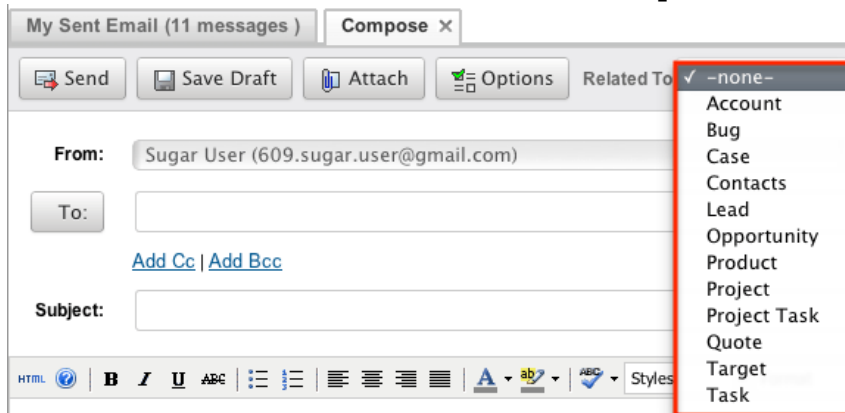 My Sent Email (11 messages ) Compose ×
Send Save Draft Attach Options Related To ✓ -none-
Account
Bug
Case
Contacts
Lead
Opportunity
Product
Project
Project Task
Quote
Target
Task
From: Sugar User (609.sugar.user@gmail.com)
To:
Add Cc | Add Bcc
Subject:
HTML ? B I U ABC A ab ABC Styles